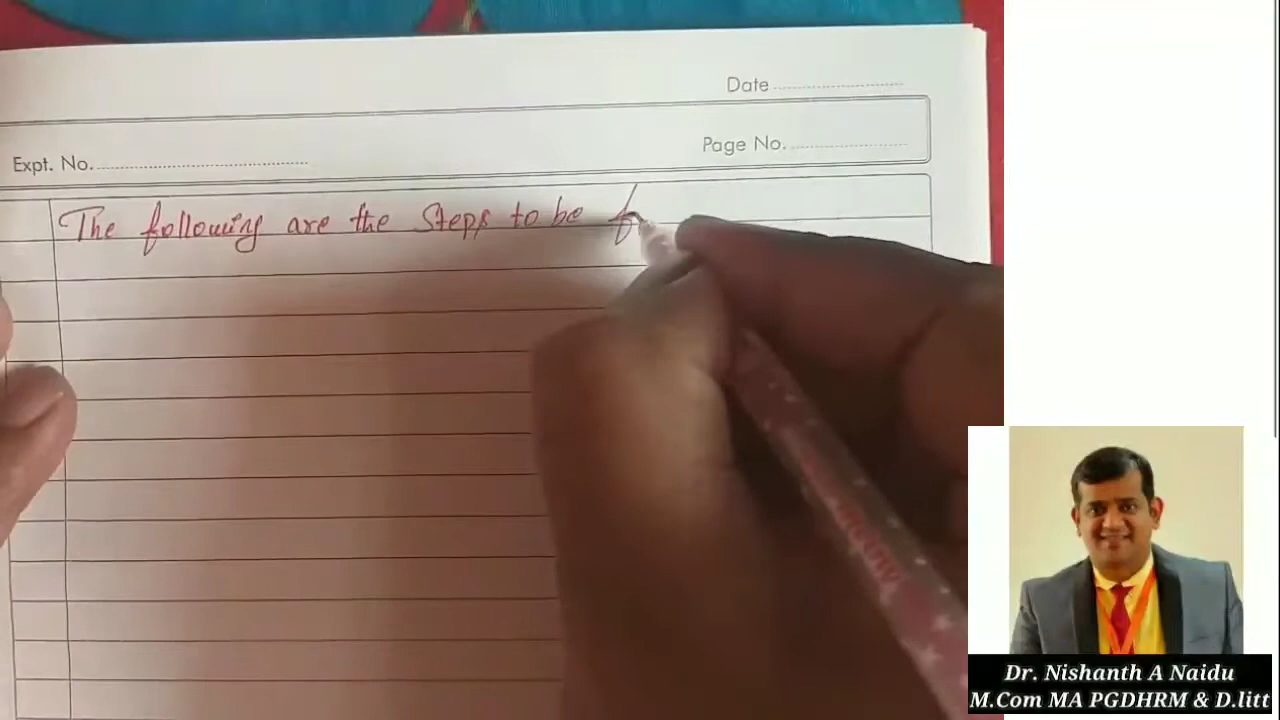 Date
Expt. No.
Page No.
The following are the Steps to be f
Dr. Nishanth A Naidu
M.Com MA PGDHRM & D.litt